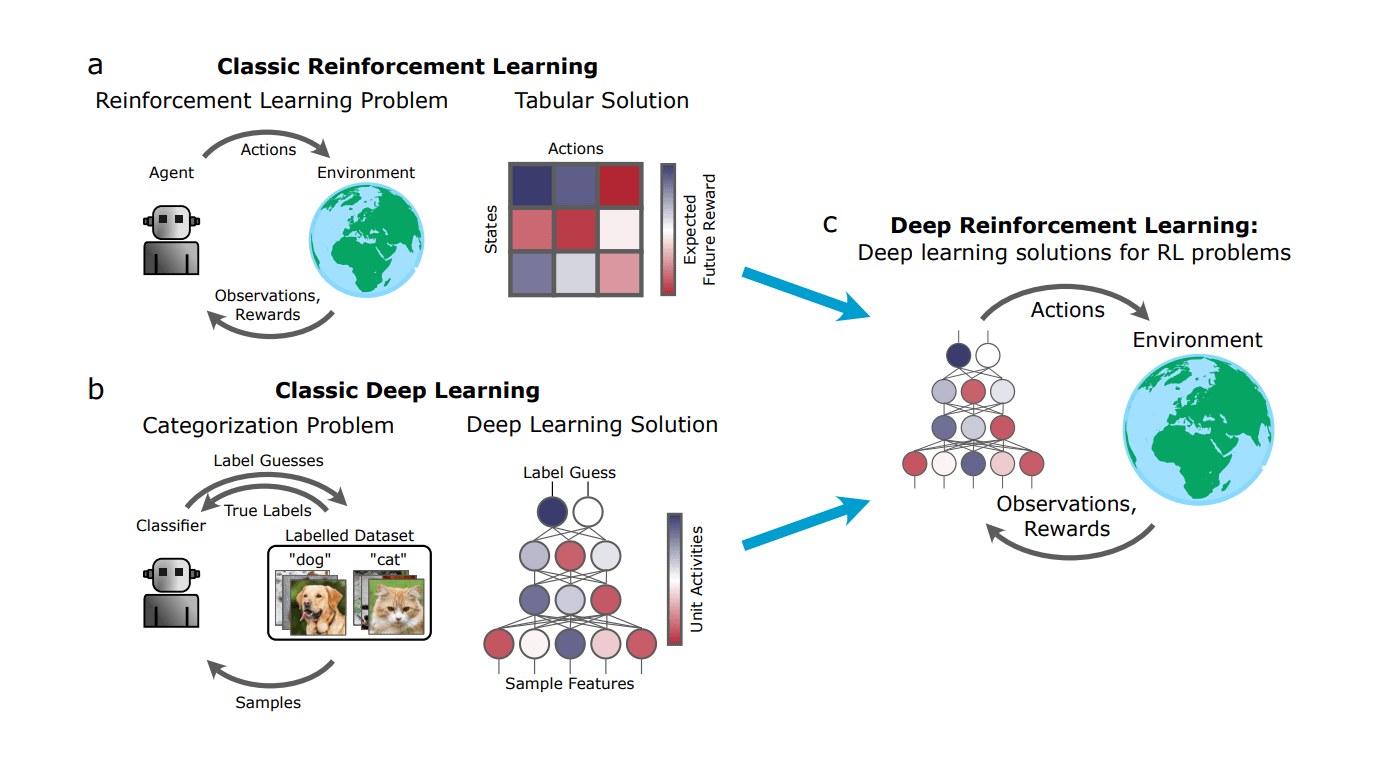 a
Classic Reinforcement Learning
Reinforcement Learning Problem
Tabular Solution
Actions
Agent
Environment
Observations,
Rewards
Actions
States
Expected
Future Reward
b
Classic Deep Learning
Categorization Problem
Deep Learning Solution
Label Guesses
True Labels
Classifier
Labelled Dataset
"dog"
"cat"
Samples
Label Guess
Unit Activities
Sample Features
c
Deep Reinforcement Learning:
Deep learning solutions for RL problems
Actions
Environment
Observations,
Rewards